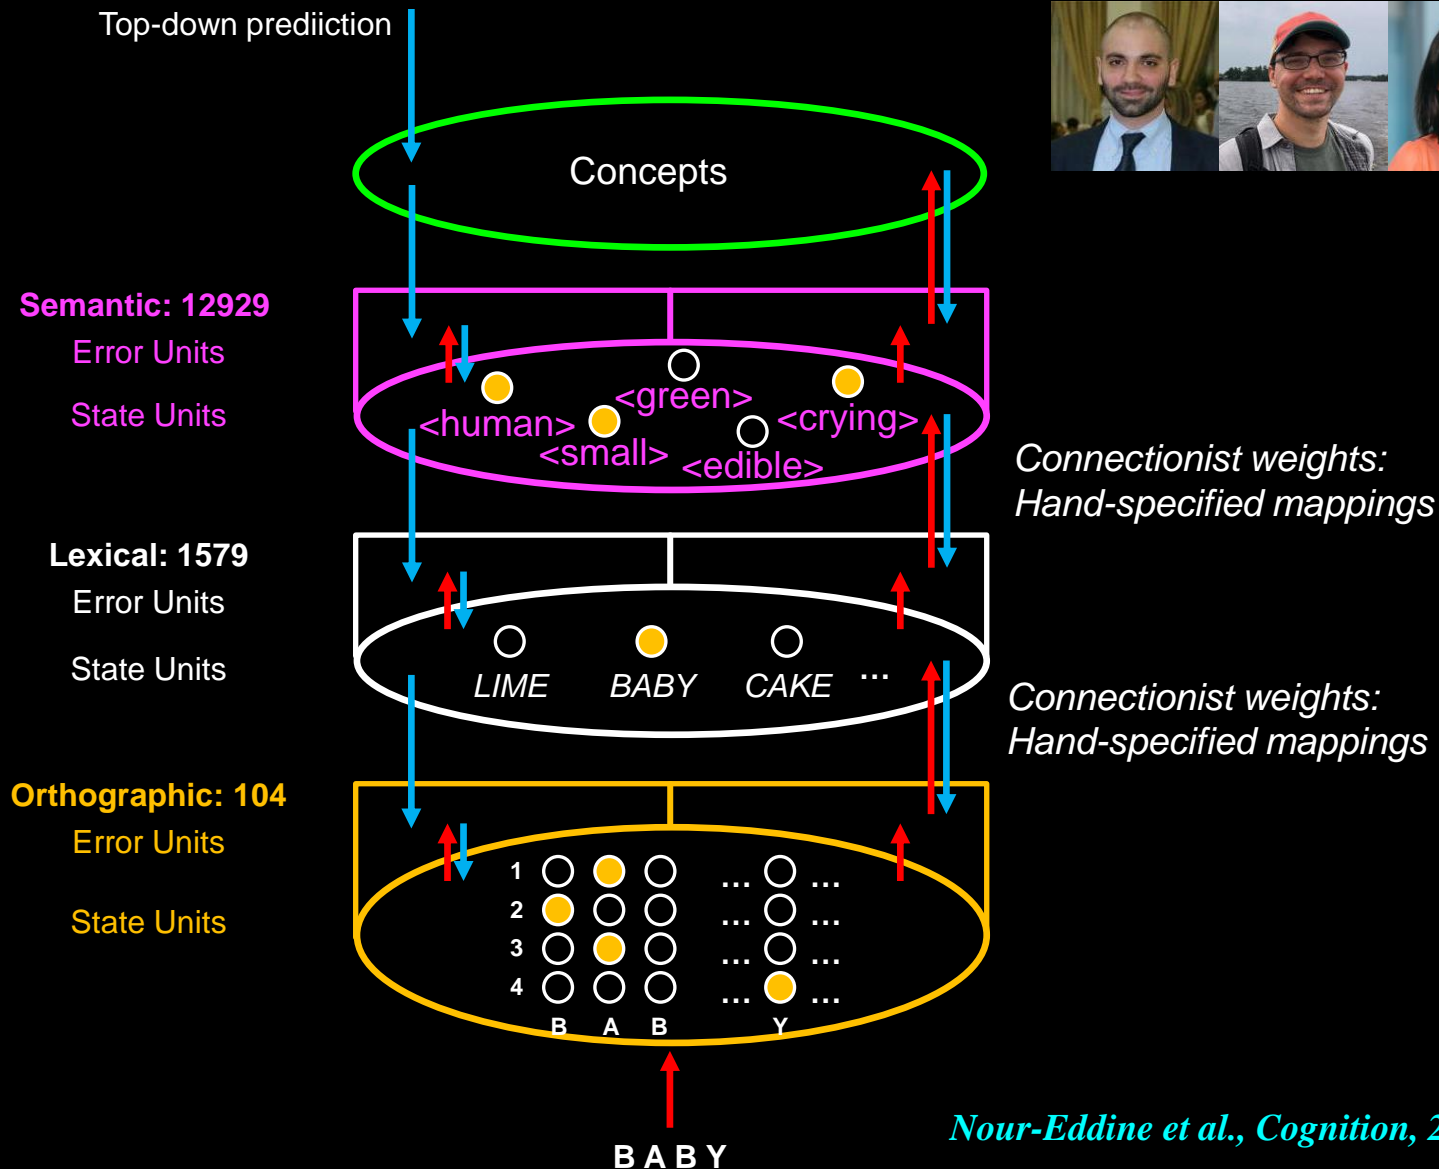 Top-down prediiction
Concepts
Semantic: 12929
Error Units
State Units
<green>
<human>
<crying>
<small>
<edible>
Connectionist weights:
Hand-specified mappings
Lexical: 1579
Error Units
State Units
LIME BABY CAKE ...
Connectionist weights:
Hand-specified mappings
Orthographic: 104
Error Units
State Units
1 ... ...
2 ... ...
3 ... ...
4 ... ...
B A B Y
Nour-Eddine et al., Cognition, 2
B A B Y